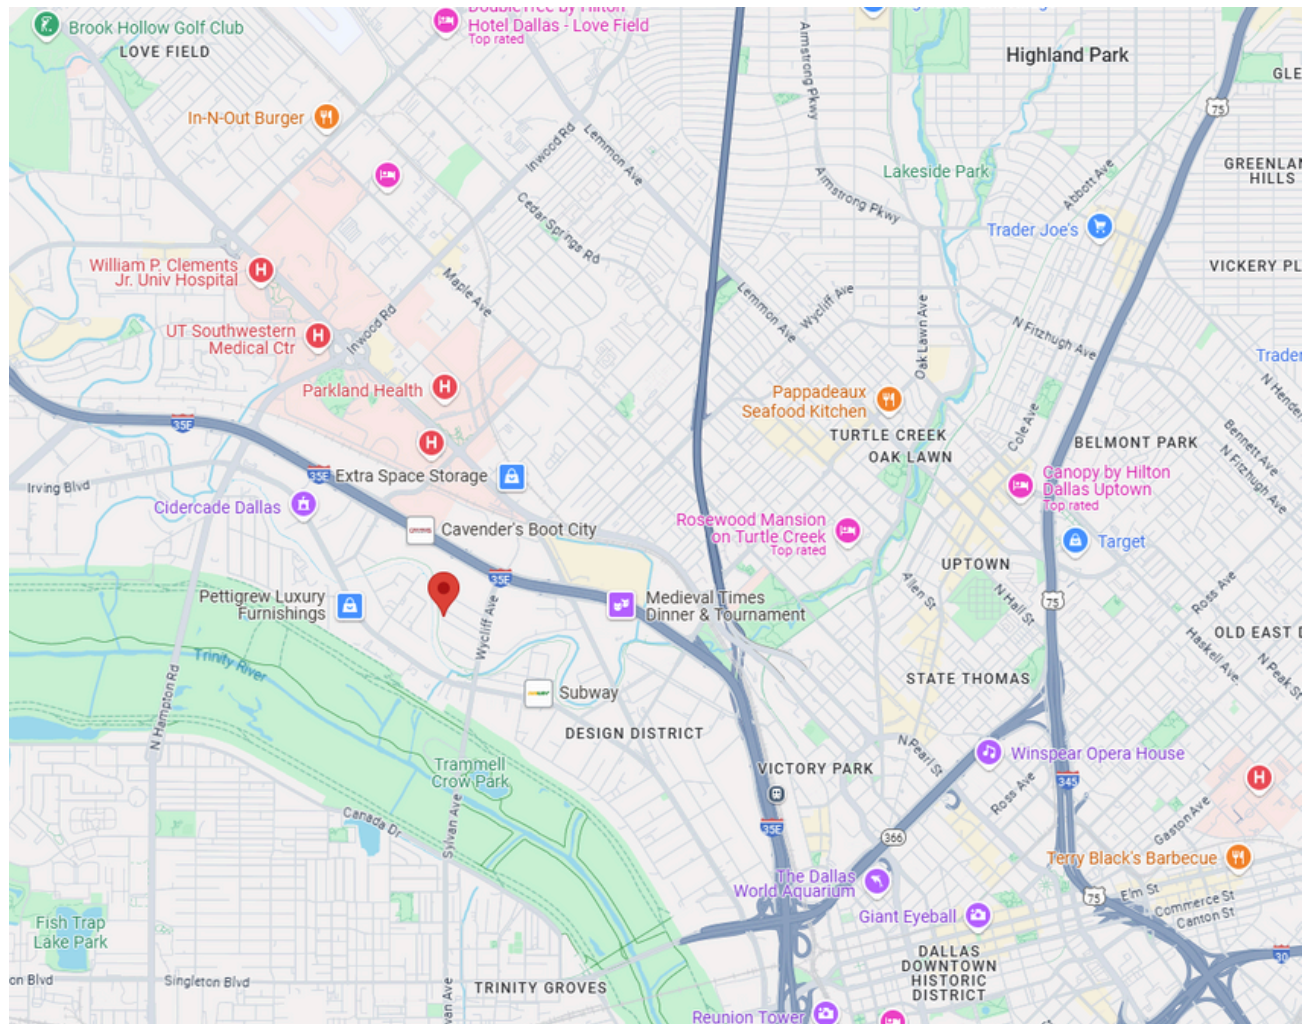 DoubleTree by Hilton
Hotel Dallas - Love Field
Top rated
Brook Hollow Golf Club
LOVE FIELD
Highland Park
GLE
In-N-Out Burger
Armstrong Pkwy
75
Inwood Rd
Lemmon Ave
Lakeside Park
Abbott Ave
GREENLAN
HILLS
Armstrong Pkwy
Cedar Springs Rd
Trader Joe's
William P. Clements
Jr. Univ Hospital
H
Maple Ave
VICKERY PL
UT Southwestern
Medical Ctr
H
Inwood Rd
Lemmon Ave
Wycliff Ave
Oak Lawn Ave
N Fitzhugh Ave
Trader
Parkland Health
H
Pappadeaux
Seafood Kitchen
N Hender
35E
H
TURTLE CREEK
OAK LAWN
Cole Ave
BELMONT PARK
Bennett Ave
N Fitzhugh Ave
Irving Blvd
35E
Extra Space Storage
Canopy by Hilton
Dallas Uptown
Top rated
Cidercade Dallas
Cavender's Boot City
Rosewood Mansion
on Turtle Creek
Top rated
Target
UPTOWN
35E
Allen St
N Hall St
75
Ross Ave
Pettigrew Luxury
Furnishings
Wycliff Ave
Medieval Times
Dinner & Tournament
Haskell Ave
OLD EAST D
N Peak St
Trinity River
N Hampton Rd
Subway
STATE THOMAS
DESIGN DISTRICT
N Pearl St
Winspear Opera House
Trammell
Crow Park
VICTORY PARK
345
Ross Ave
H
Canada Dr
Sylvan Ave
35E
366
Gaston Ave
Terry Black's Barbecue
The Dallas
World Aquarium
75
Elm St
Commerce St
Canton St
Giant Eyeball
Fish Trap
Lake Park
DALLAS
DOWNTOWN
HISTORIC
DISTRICT
30
on Blvd
Singleton Blvd
van Ave
TRINITY GROVES
Reunion Tower